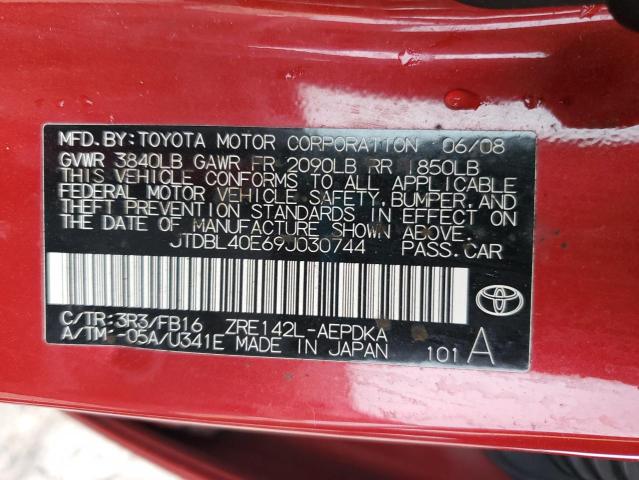 MFD. BY: TOYOTA MOTOR CORPORATION 06/08
GVWR 3840LB GAWR FR 2090LB RR 1850LB
THIS VEHICLE CONFORMS TO ALL APPLICABLE
FEDERAL MOTOR VEHICLE SAFETY, BUMPER, AND
THEFT PREVENTION STANDARDS IN EFFECT ON
THE DATE OF MANUFACTURE SHOWN ABOVE.
JTDBL40E69J030744 PASS. CAR
C/TR: 3R3/FB16 ZRE142L-AEPDKA
A/TM: -05A/U341E MADE IN JAPAN 101 A